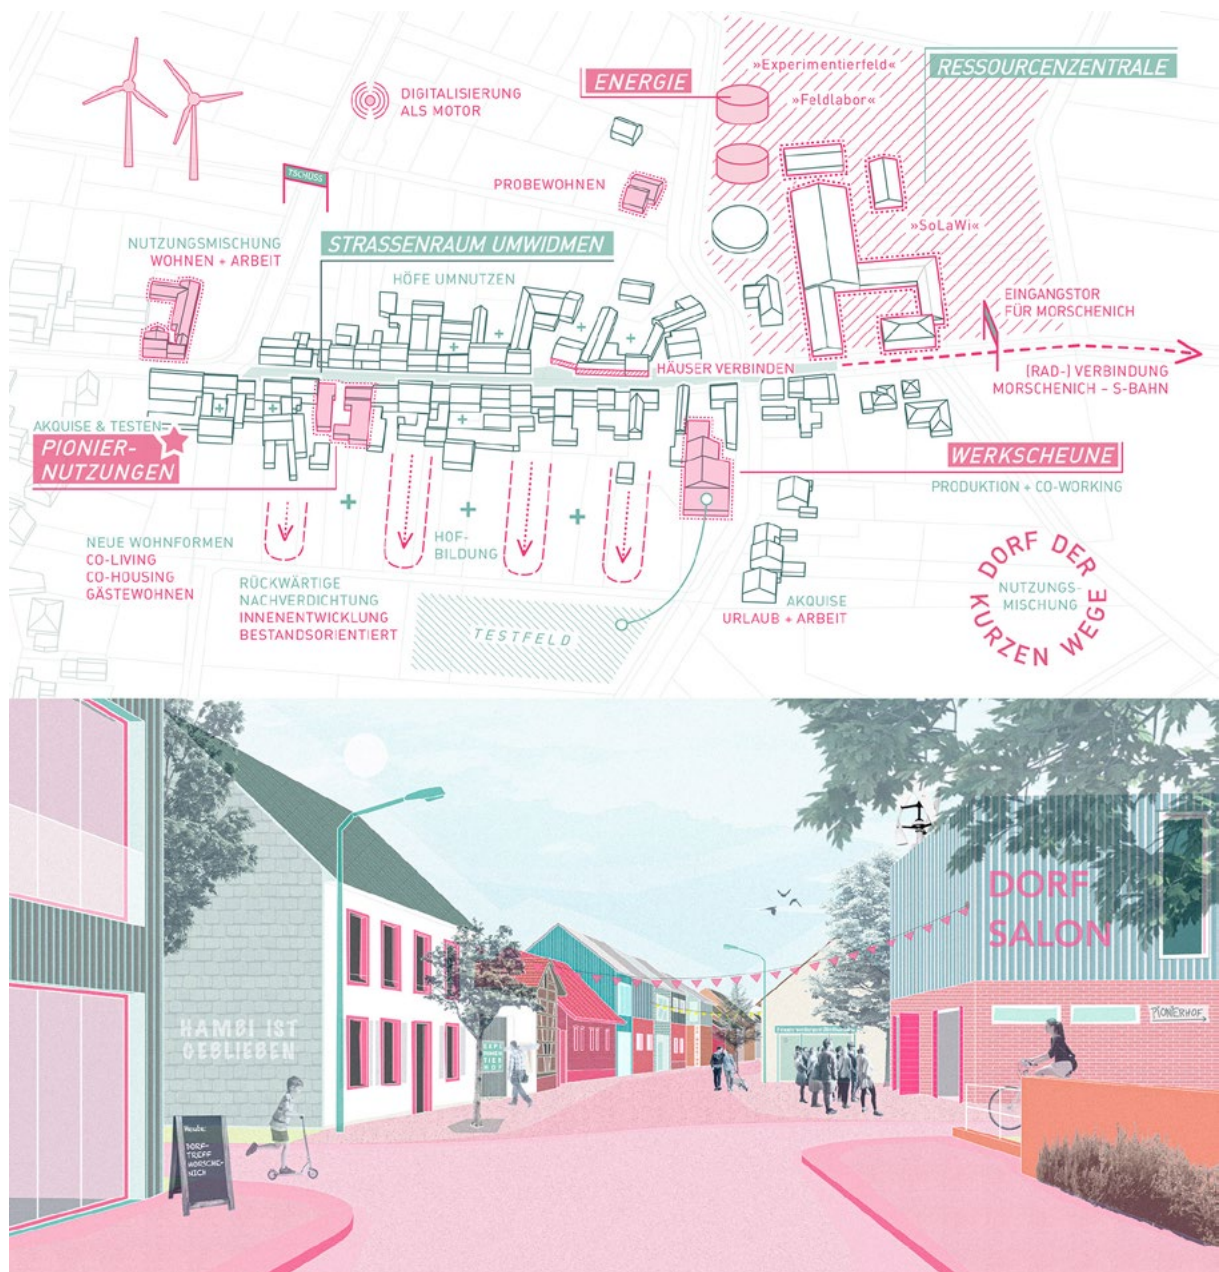 »Experimentierfeld«
ENERGIE
RESSOURCENZENTRALE
DIGITALISIERUNG
ALS MOTOR
»Feldlabor«
TSCHÜSS
PROBEWOHNEN
»SoLaWi«
NUTZUNGSMISCHUNG
WOHNEN + ARBEIT
STRASSENRAUM UMWIDMEN
HÖFE UMNUTZEN
EINGANGSTOR
FÜR MORSCHENICH
HÄUSER VERBINDEN
(RAD-) VERBINDUNG
MORSCHENICH – S-BAHN
AKQUISE & TESTEN
PIONIER-
NUTZUNGEN
WERKSCHEUNE
PRODUKTION + CO-WORKING
NEUE WOHNFORMEN
CO-LIVING
CO-HOUSING
GÄSTEWOHNEN
HOF-
BILDUNG
RÜCKWÄRTIGE
NACHVERDICHTUNG
INNENENTWICKLUNG
BESTANDSORIENTIERT
TESTFELD
AKQUISE
URLAUB + ARBEIT
DORF DER
KURZEN WEGE
NUTZUNGS-
MISCHUNG
DORF
SALON
PIONIERHOF
HAMBI IST
GEBLIEBEN
Heute:
DORF-
TREFF
MORSCHE-
NICH